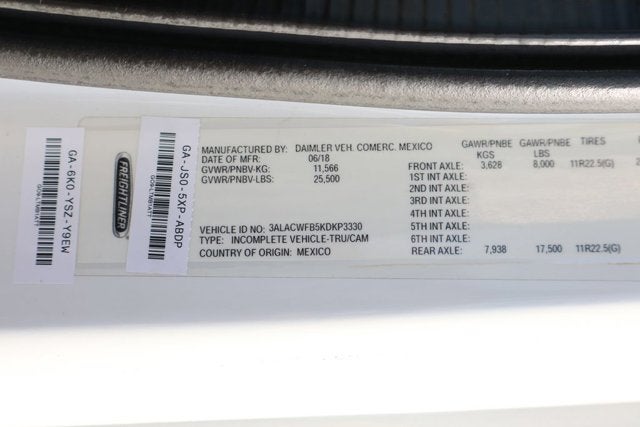 GA-6K0-YSZ-Y9EW
GA-JS0-5XP-ABDP
FREIGHTLINER
MANUFACTURED BY: DAIMLER VEH. COMERC. MEXICO
DATE OF MFR: 06/18
GVWR/PNBV-KG: 11,566
GVWR/PNBV-LBS: 25,500
VEHICLE ID NO: 3ALACWFB5KDKP3330
TYPE: INCOMPLETE VEHICLE-TRU/CAM
COUNTRY OF ORIGIN: MEXICO
GAWR/PNBE GAWR/PNBE TIRES
KGS LBS
FRONT AXLE: 3,628 8,000 11R22.5(G)
1ST INT AXLE:
2ND INT AXLE:
3RD INT AXLE:
4TH INT AXLE:
5TH INT AXLE:
6TH INT AXLE:
REAR AXLE: 7,938 17,500 11R22.5(G)